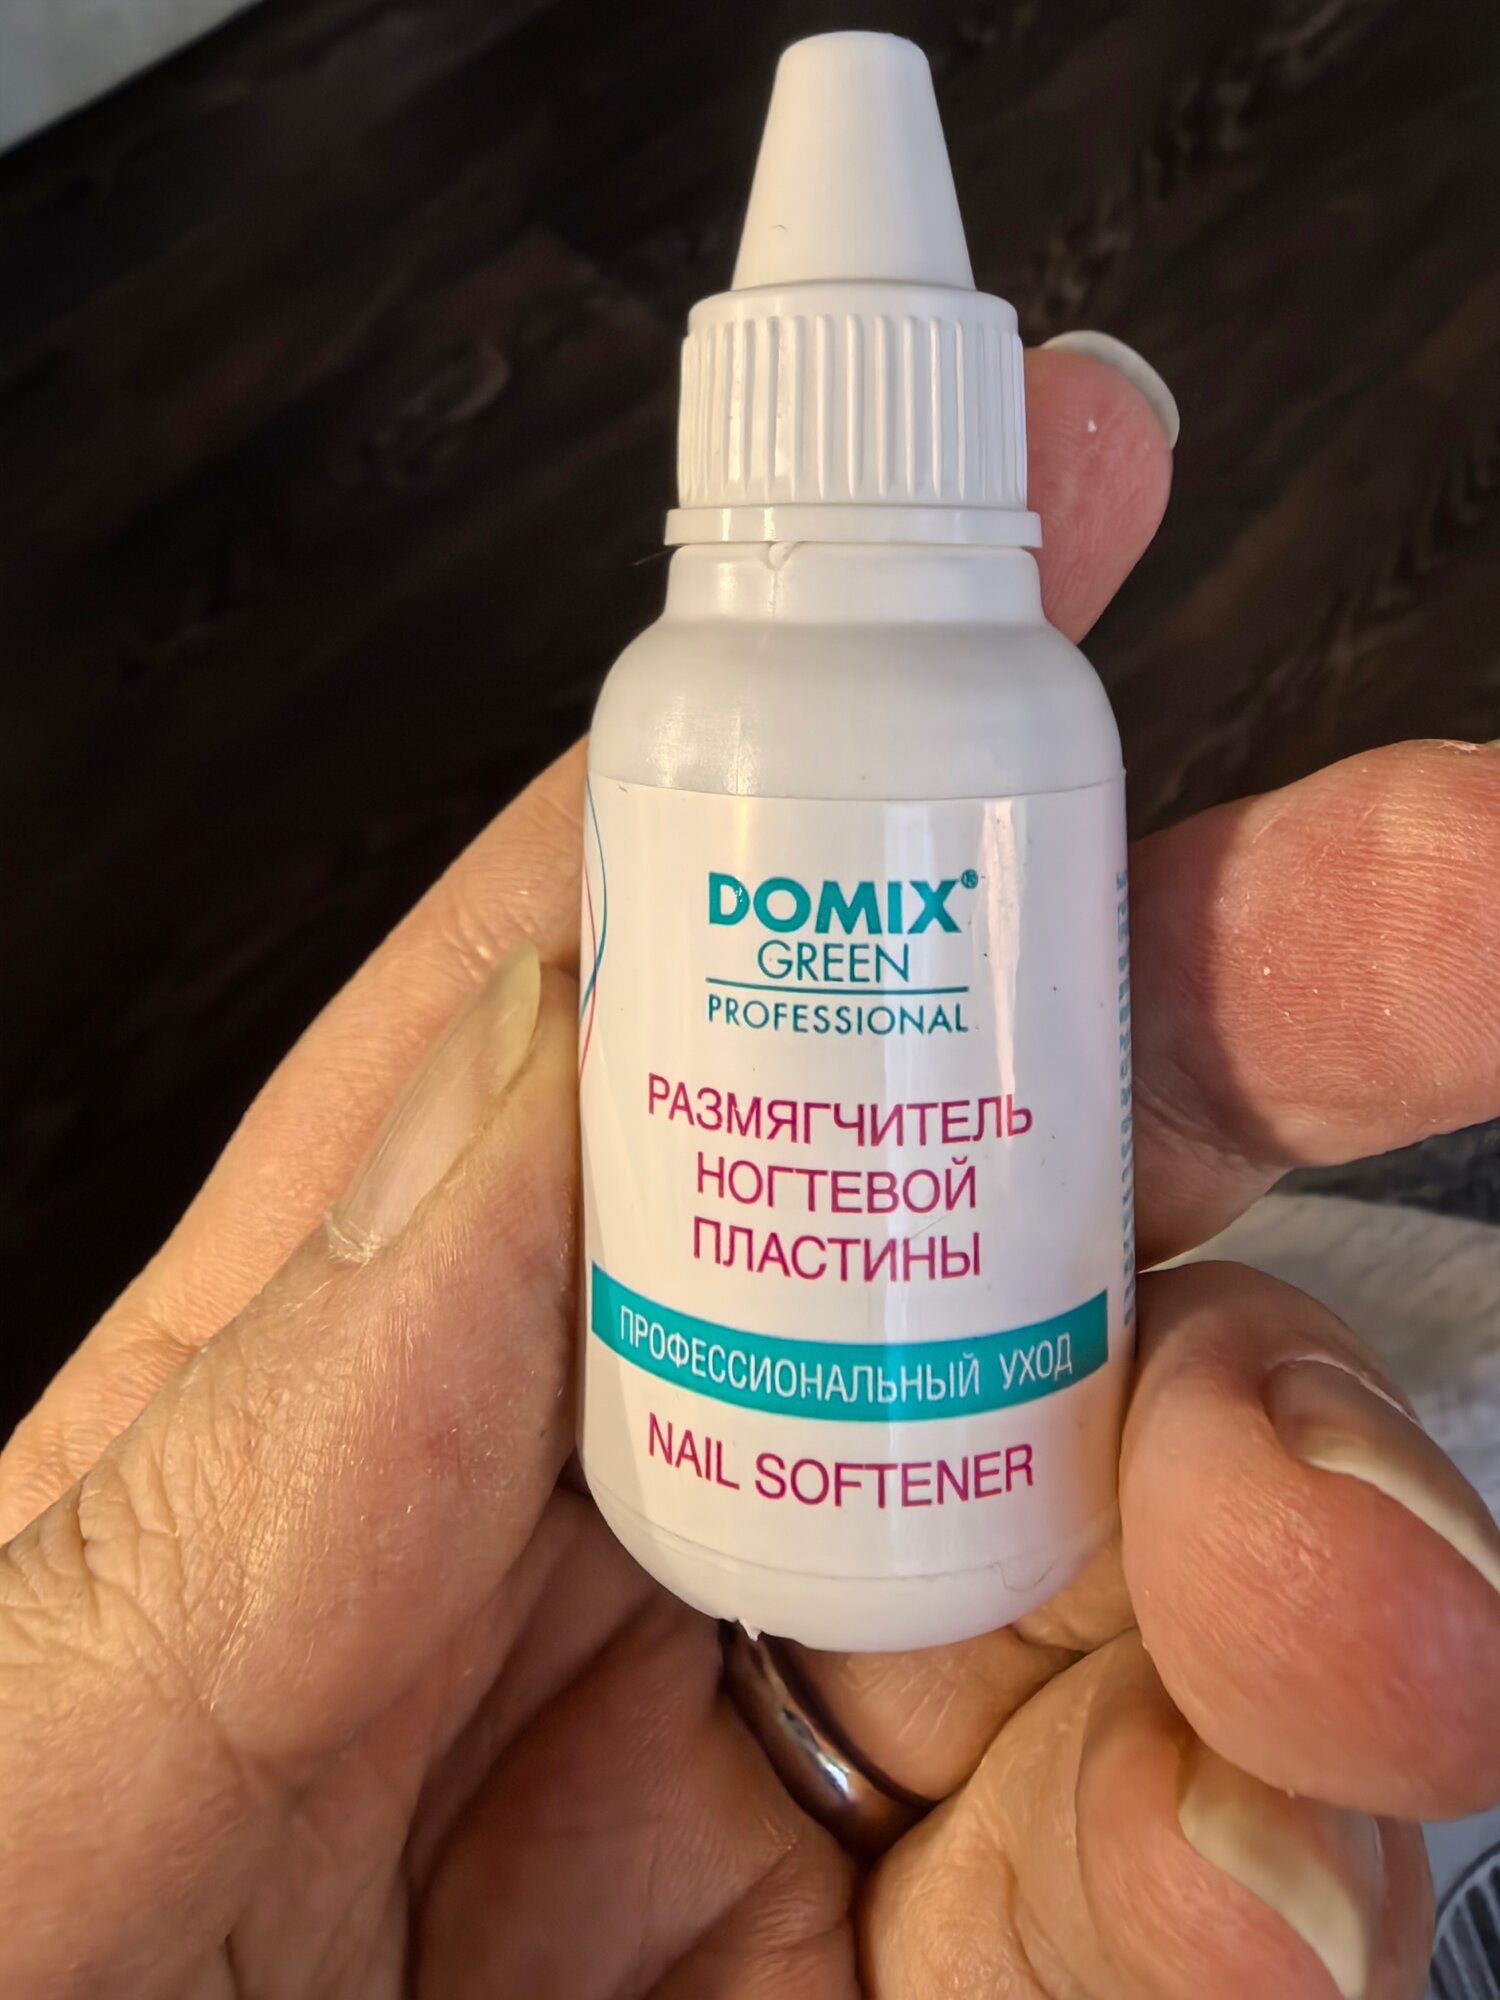 DOMIX®
GREEN
PROFESSIONAL
РАЗМЯГЧИТЕЛЬ
НОГТЕВОЙ
ПЛАСТИНЫ
ПРОФЕССИОНАЛЬНЫЙ УХОД
NAIL SOFTENER